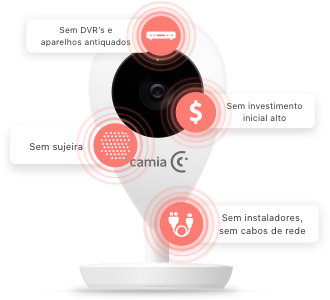 Sem DVR's e
aparelhos antiquados
Sem investimento
inicial alto
Sem sujeira
camia
Sem instaladores,
sem cabos de rede